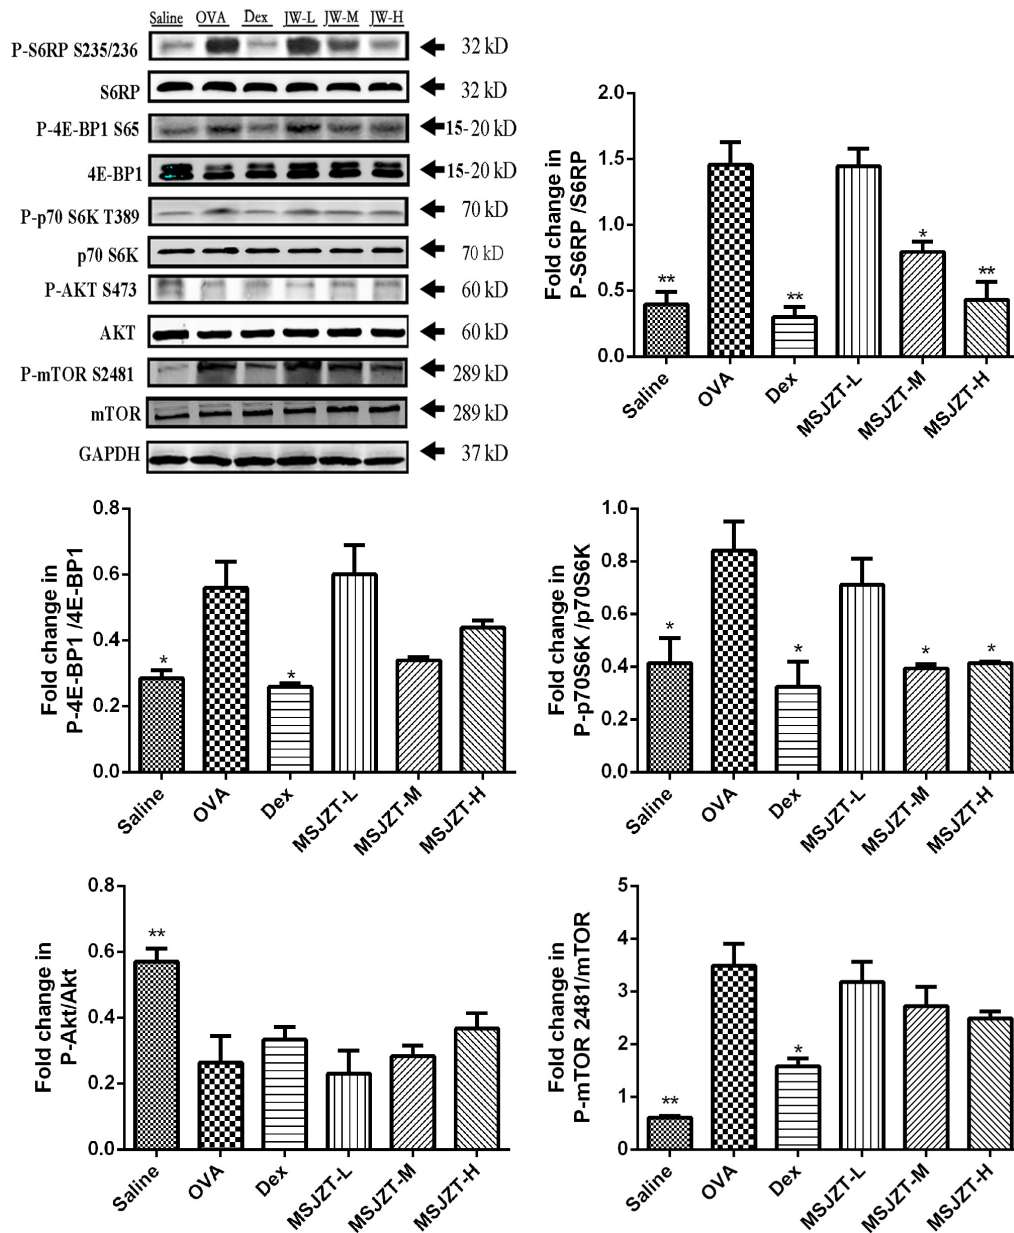 Saline OVA Dex JW-L JW-M JW-H
P-S6RP S235/236 32 kD
S6RP 32 kD
P-4E-BP1 S65 15-20 kD
4E-BP1 15-20 kD
P-p70 S6K T389 70 kD
p70 S6K 70 kD
P-AKT S473 60 kD
AKT 60 kD
P-mTOR S2481 289 kD
mTOR 289 kD
GAPDH 37 kD
Fold change in
P-S6RP /S6RP
2.0
1.5
1.0
0.5
0.0
** ** * **
Saline OVA Dex MSJZT-L MSJZT-M MSJZT-H
Fold change in
P-4E-BP1 /4E-BP1
0.8
0.6
0.4
0.2
0.0
* *
Saline OVA Dex MSJZT-L MSJZT-M MSJZT-H
Fold change in
P-p70S6K /p70S6K
1.0
0.8
0.6
0.4
0.2
0.0
* * * *
Saline OVA Dex MSJZT-L MSJZT-M MSJZT-H
Fold change in
P-Akt/Akt
0.8
0.6
0.4
0.2
0.0
**
Saline OVA Dex MSJZT-L MSJZT-M MSJZT-H
Fold change in
P-mTOR 2481/mTOR
5
4
3
2
1
0
** *
Saline OVA Dex MSJZT-L MSJZT-M MSJZT-H